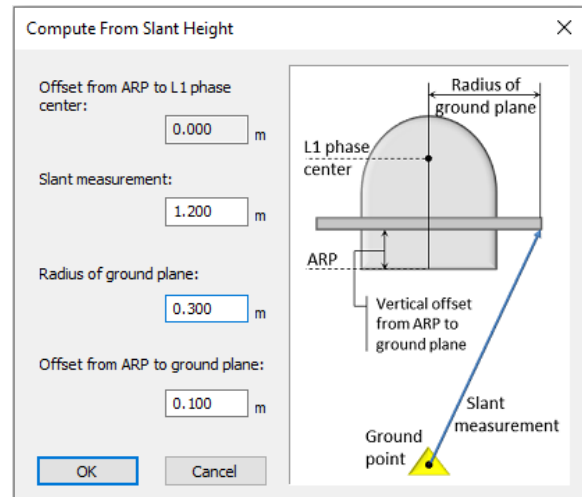 Compute From Slant Height
Offset from ARP to L1 phase
center:
0.000 m
Slant measurement:
1.200 m
Radius of ground plane:
0.300 m
Offset from ARP to ground plane:
0.100 m
OK Cancel
Radius of
ground plane
L1 phase
center
ARP
Vertical offset
from ARP to
ground plane
Slant
measurement
Ground
point